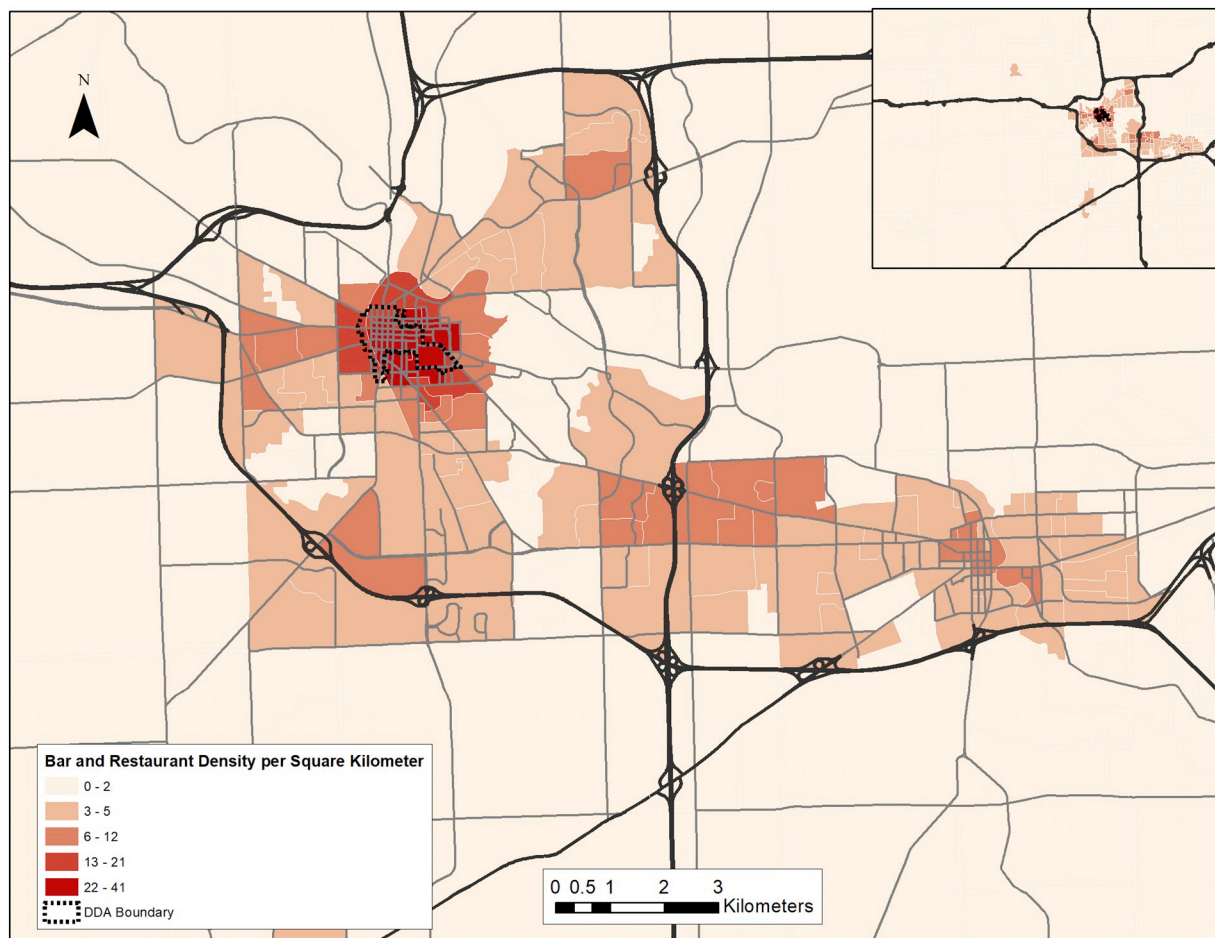 N
Bar and Restaurant Density per Square Kilometer
0 - 2
3 - 5
6 - 12
13 - 21
22 - 41
DDA Boundary
0 0.5 1 2 3
Kilometers